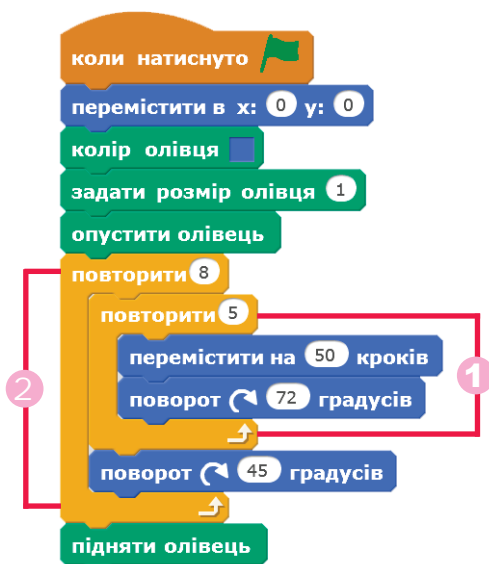 коли натиснуто
перемістити в x: 0 y: 0
колір олівця
задати розмір олівця 1
опустити олівець
повторити 8
повторити 5
перемістити на 50 кроків
поворот 72 градусів
поворот 45 градусів
підняти олівець
2
1